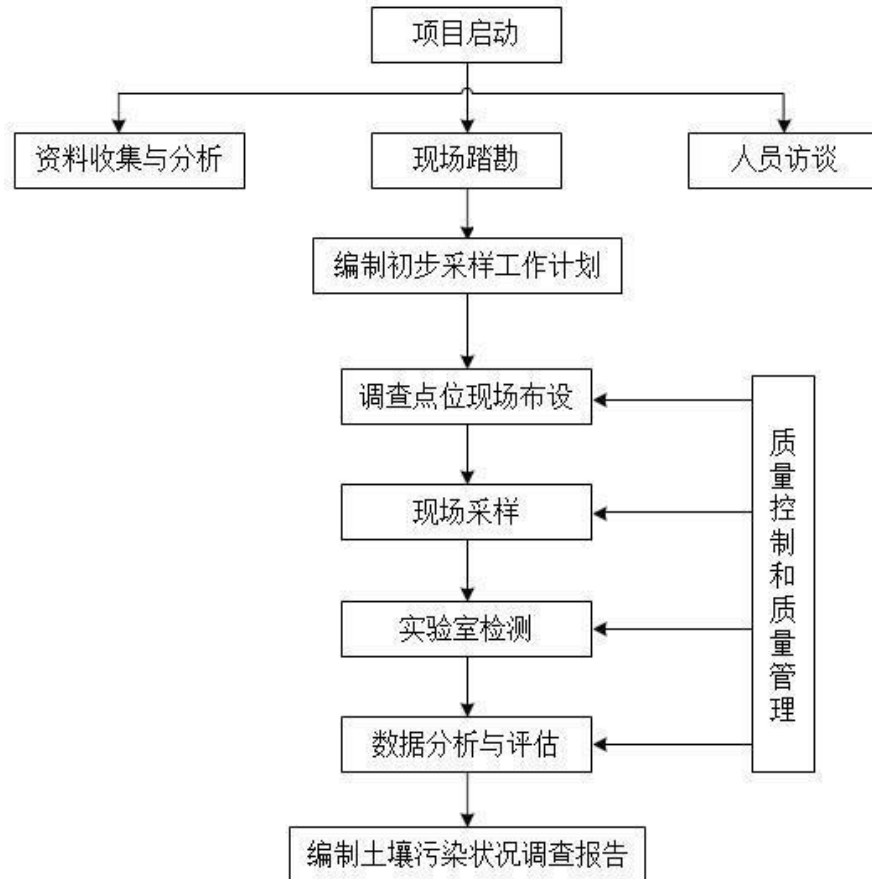 项目启动
资料收集与分析
现场踏勘
人员访谈
编制初步采样工作计划
调查点位现场布设
现场采样
实验室检测
数据分析与评估
质量控制和质量管理
编制土壤污染状况调查报告